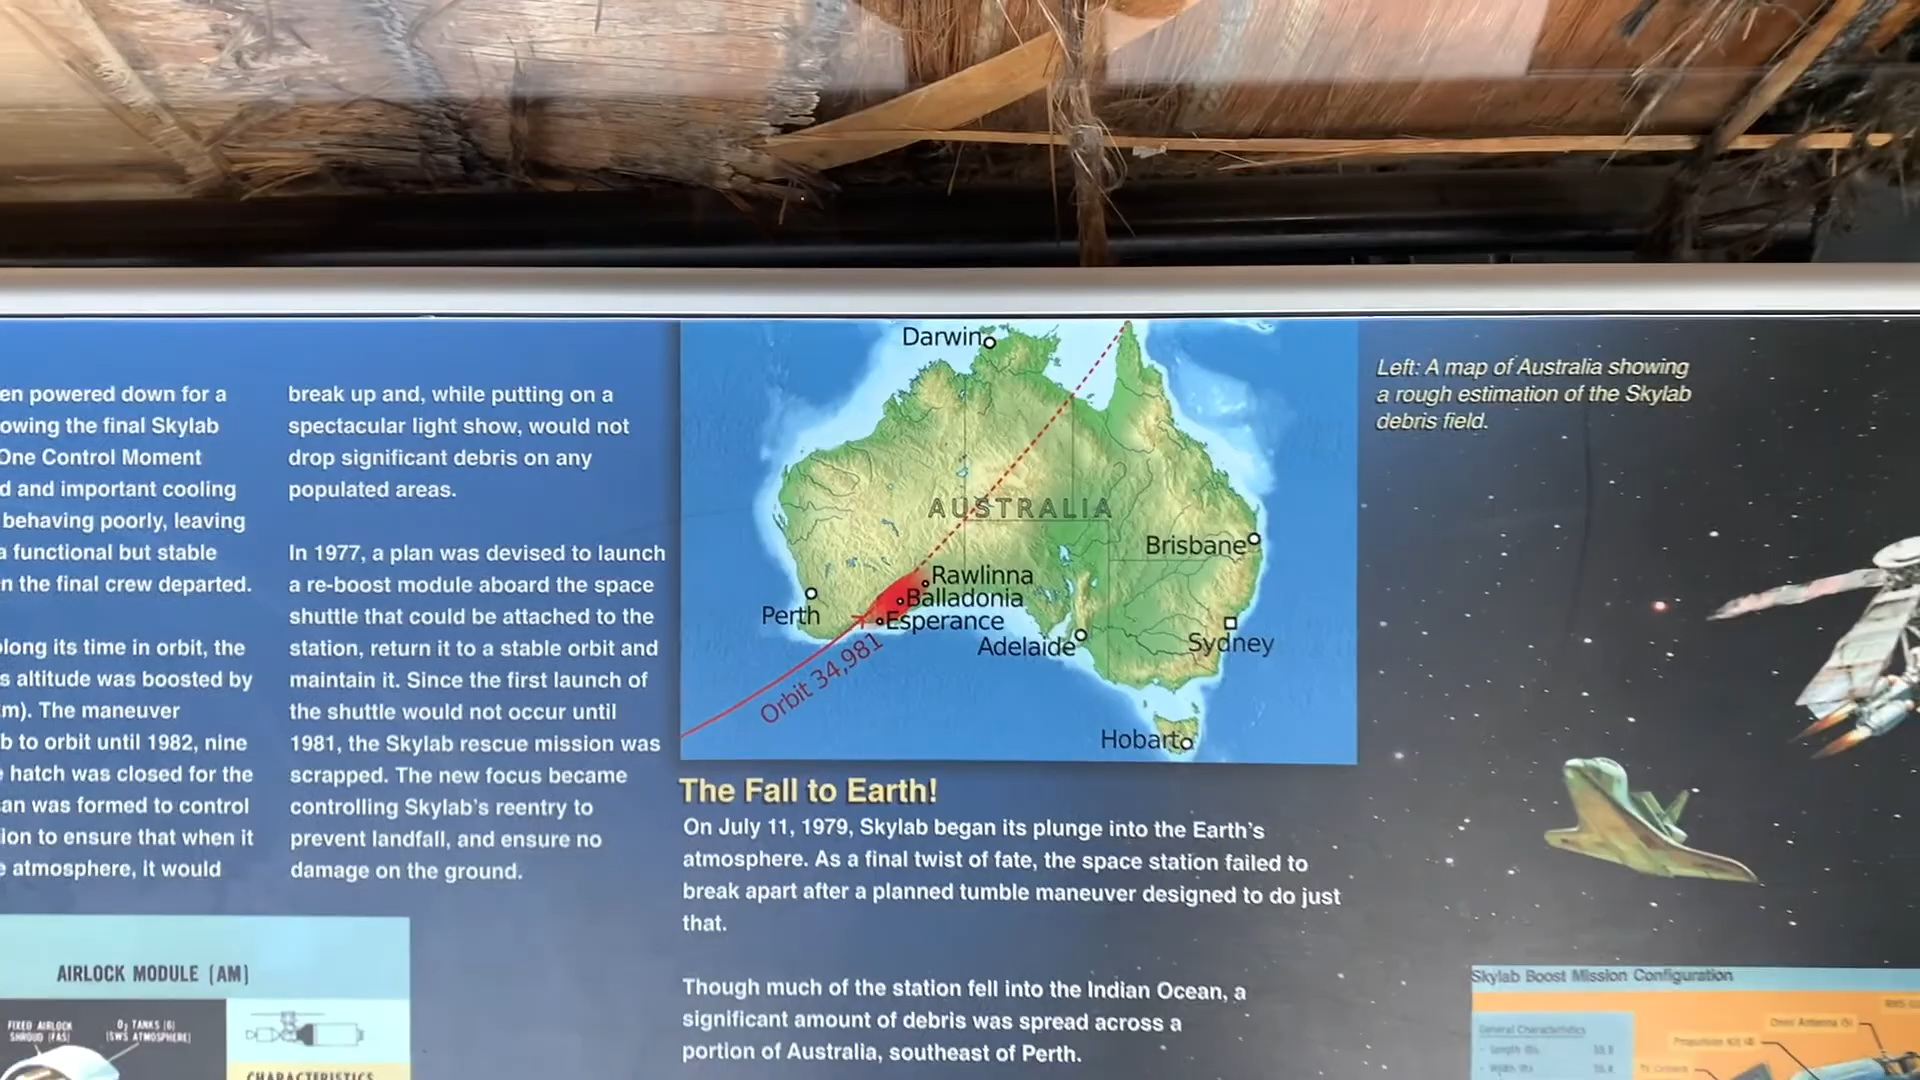 en powered down for a
owing the final Skylab
One Control Moment
d and important cooling
behaving poorly, leaving
a functional but stable
n the final crew departed.
long its time in orbit, the
s altitude was boosted by
m). The maneuver
b to orbit until 1982, nine
hatch was closed for the
an was formed to control
ion to ensure that when it
e atmosphere, it would
break up and, while putting on a
spectacular light show, would not
drop significant debris on any
populated areas.
In 1977, a plan was devised to launch
a re-boost module aboard the space
shuttle that could be attached to the
station, return it to a stable orbit and
maintain it. Since the first launch of
the shuttle would not occur until
1981, the Skylab rescue mission was
scrapped. The new focus became
controlling Skylab's reentry to
prevent landfall, and ensure no
damage on the ground.
Darwin
AUSTRALIA
Brisbane
Rawlinna
Balladonia
Perth
Esperance
Adelaide
Sydney
Orbit 34,981
Hobart
Left: A map of Australia showing
a rough estimation of the Skylab
debris field.
The Fall to Earth!
On July 11, 1979, Skylab began its plunge into the Earth's
atmosphere. As a final twist of fate, the space station failed to
break apart after a planned tumble maneuver designed to do just
that.
Though much of the station fell into the Indian Ocean, a
significant amount of debris was spread across a
portion of Australia, southeast of Perth.
AIRLOCK MODULE (AM)
FIXED AIRLOCK
SHROUD (FAS)
O₂ TANKS (6)
(SWS ATMOSPHERE)
CHARACTERISTICS
Skylab Boost Mission Configuration
General Characteristics
Length
Width